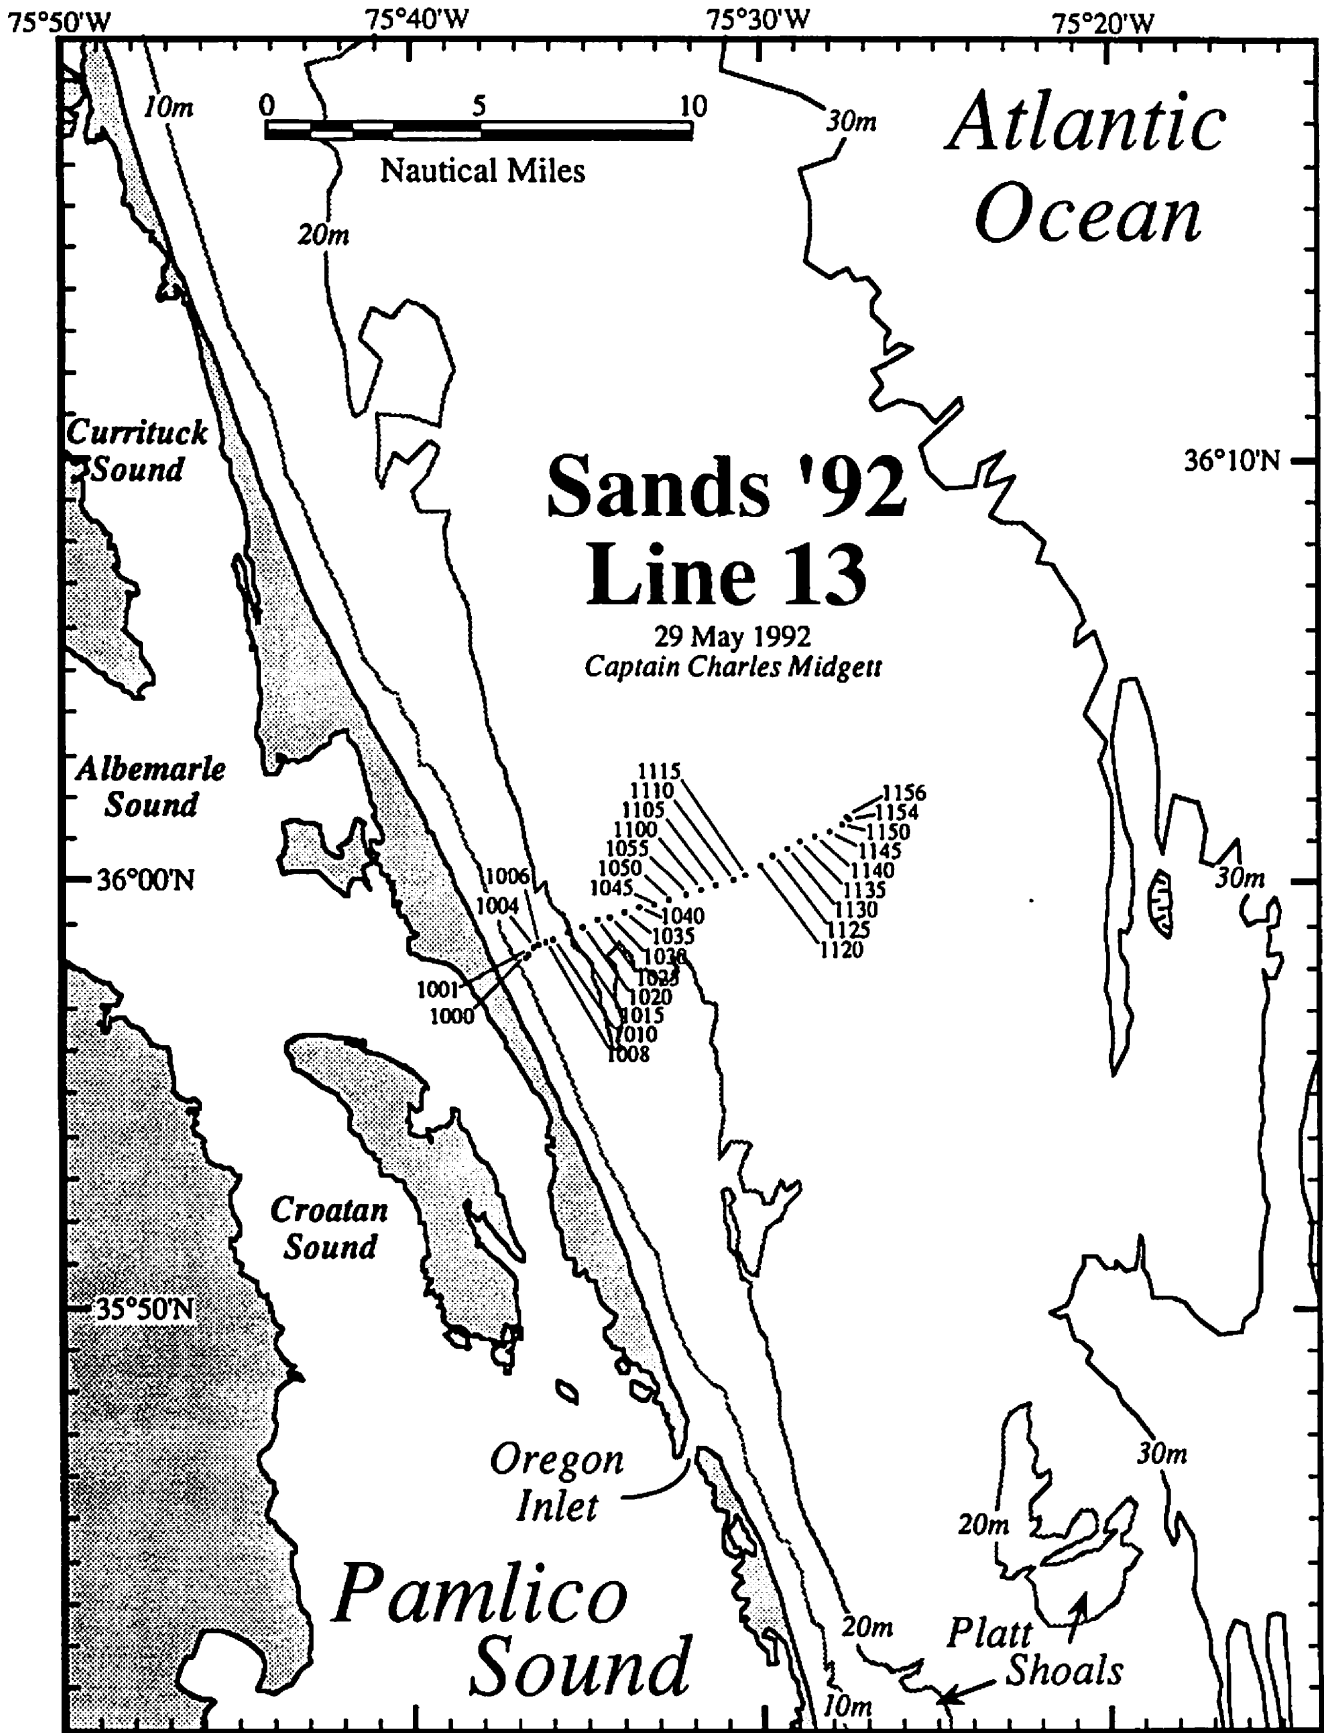 75°50'W 75°40'W 75°30'W 75°20'W
10m
0 5 10
Nautical Miles
30m
Atlantic
Ocean
20m
Currituck
Sound
36°10'N
Sands '92
Line 13
29 May 1992
Captain Charles Midgett
Albemarle
Sound
1115
1110
1105
1100
1055
1050
1045
1156
1154
1150
1145
1140
1135
1130
1125
1120
1006
1004
36°00'N
30m
1040
1035
1030
1025
1020
1015
1010
1008
1001
1000
Croatan
Sound
35°50'N
Oregon
Inlet
30m
20m
Pamlico
Sound
20m
Platt
Shoals
10m